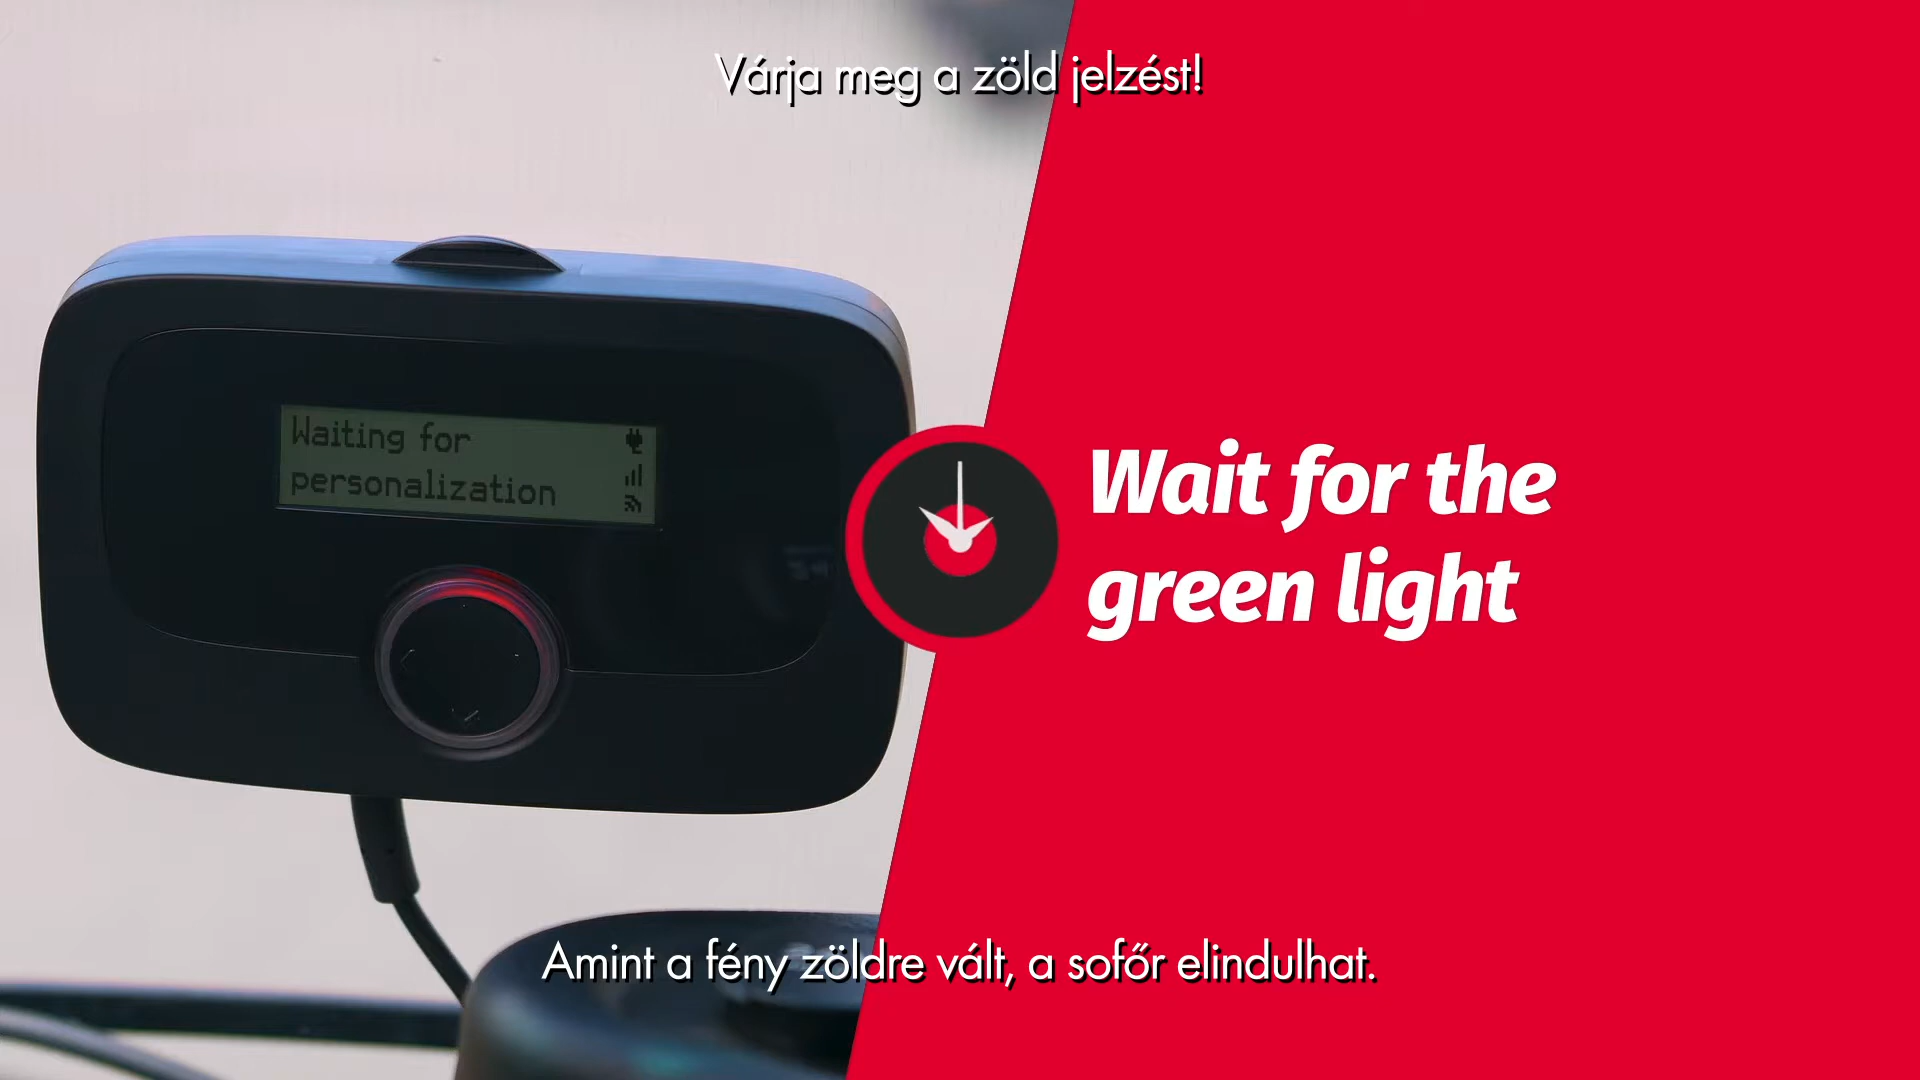 Várja meg a zöld jelzést!
Waiting for
personalization
Wait for the
green light
Amint a fény zöldre vált, a sofőr elindulhat.